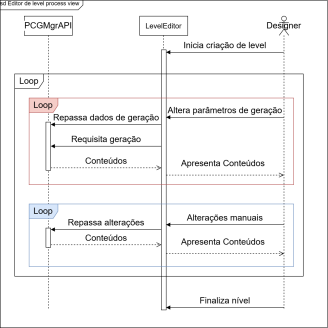 sd Editor de level process view
PCGMgrAPI
LevelEditor
Designer
Inicia criação de level
Loop
Loop
Altera parâmetros de geração
Repassa dados de geração
Requisita geração
Conteúdos
Apresenta Conteúdos
Loop
Alterações manuais
Repassa alterações
Conteúdos
Apresenta Conteúdos
Finaliza nível